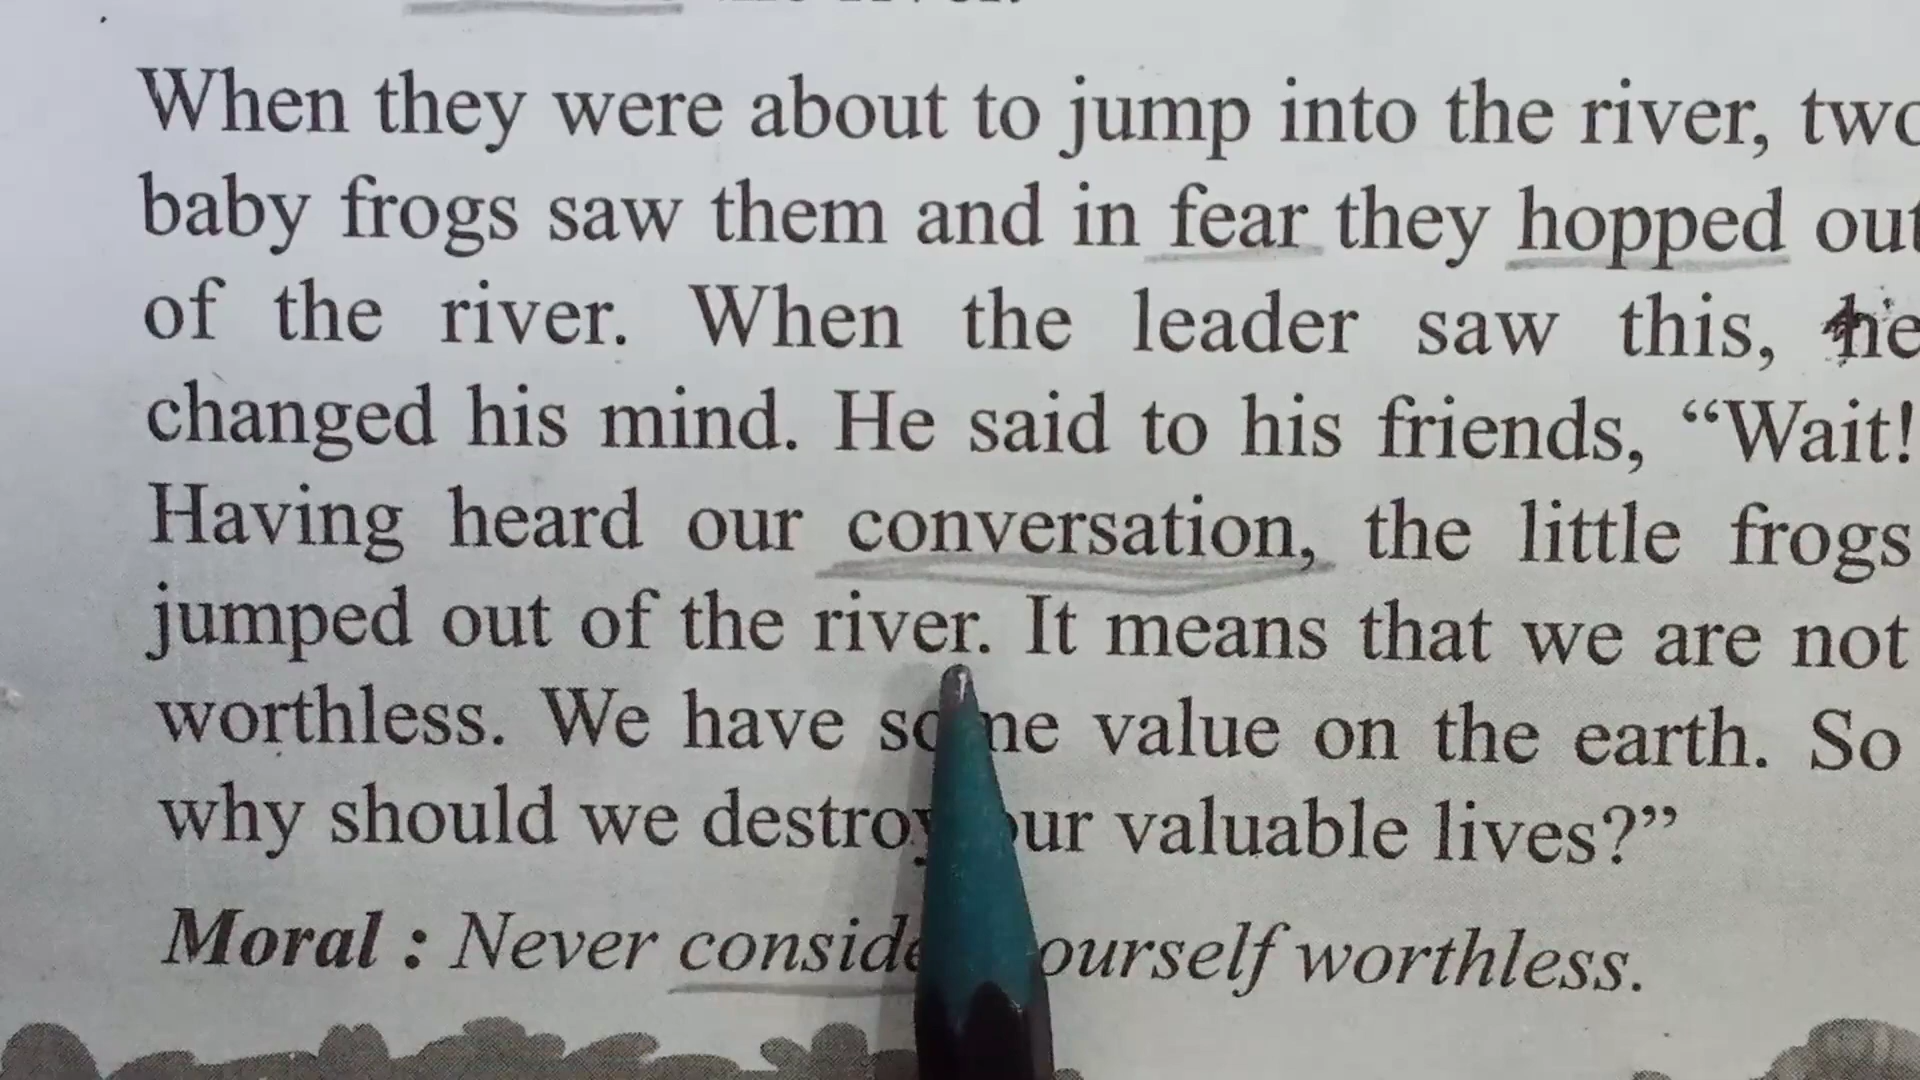 When they were about to jump into the river, two
baby frogs saw them and in fear they hopped out
of the river. When the leader saw this, he
changed his mind. He said to his friends, “Wait!
Having heard our conversation, the little frogs
jumped out of the river. It means that we are not
worthless. We have some value on the earth. So
why should we destroy our valuable lives?”
Moral : Never consider yourself worthless.